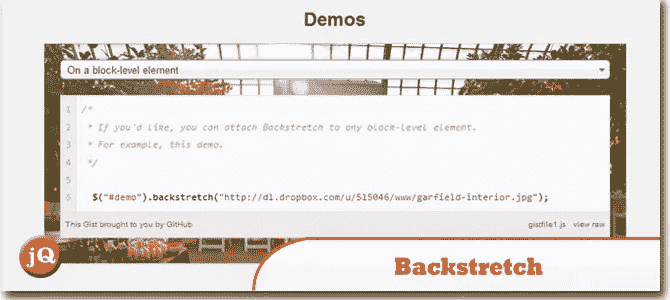 Demos
On a block-level element
1 /*
2 * If you'd like, you can attach Backstretch to any block-level element.
3 * For example, this demo.
4 */
5
6 $("#demo").backstretch("http://dl.dropbox.com/u/515046/www/garfield-interior.jpg");
This Gist brought to you by GitHub. gistfile1.js view raw
jQ
Backstretch